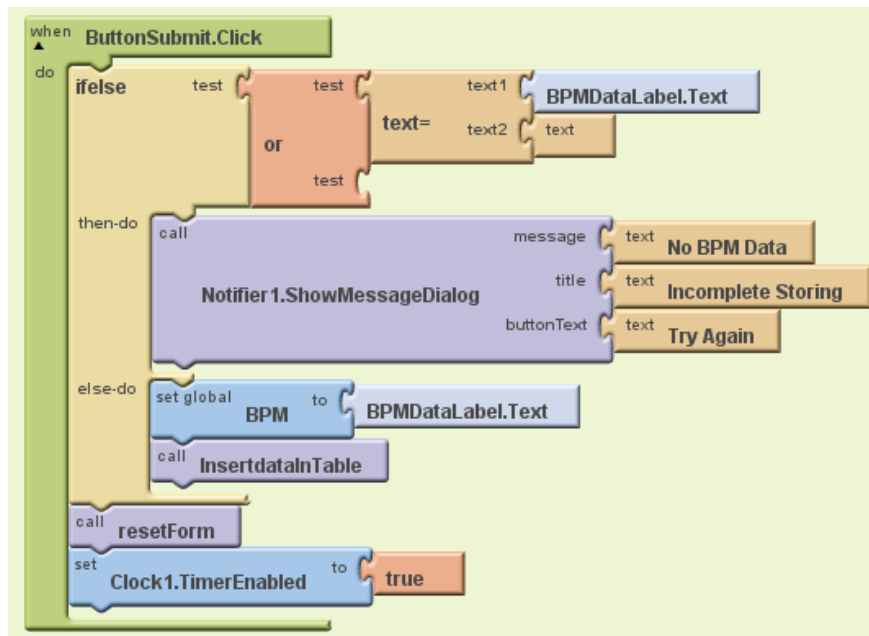 when ButtonSubmit.Click
do
ifelse test test text1 BPMDataLabel.Text
or text= text2 text
test
then-do call message text No BPM Data
Notifier1.ShowMessageDialog title text Incomplete Storing
buttonText text Try Again
else-do set global BPM to BPMDataLabel.Text
call InsertdataInTable
call resetForm
set Clock1.TimerEnabled to true